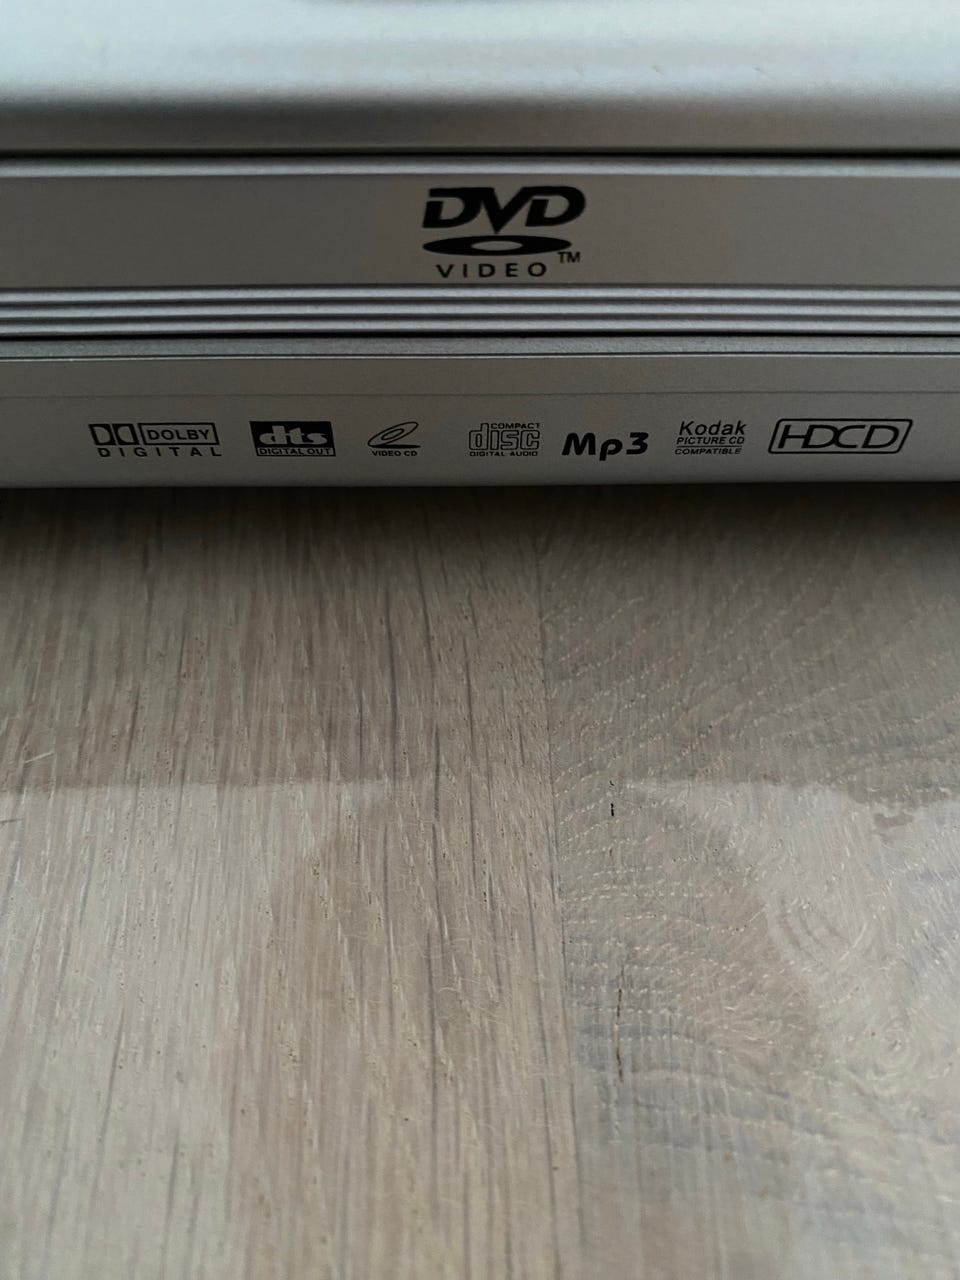 DVD
VIDEO™
DOLBY
DIGITAL
dts
DIGITAL OUT
VIDEO CD
COMPACT
disc
DIGITAL AUDIO
Mp3
Kodak
PICTURE CD
COMPATIBLE
HDCD